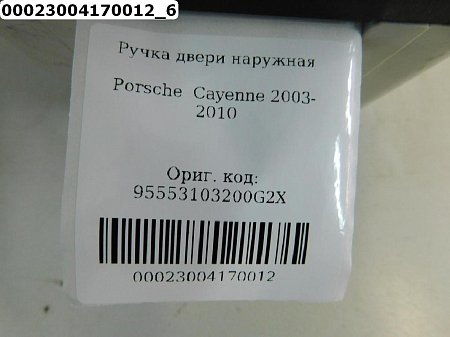 00023004170012_6
Ручка двери наружная
Porsche Cayenne 2003-
2010
Ориг. код:
95553103200G2X
00023004170012